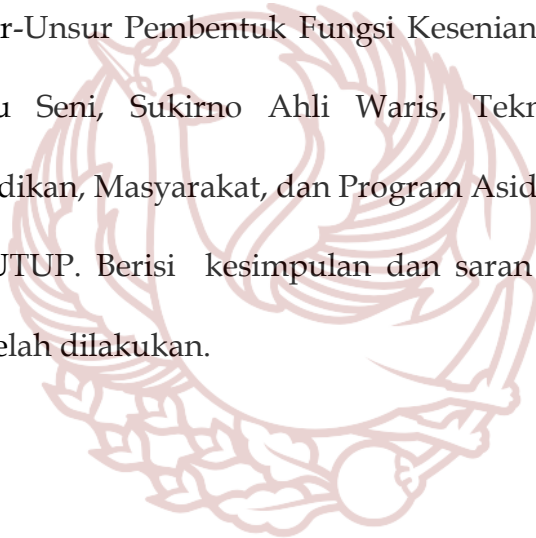 r-Unsur Pembentuk Fungsi Kesenian
u Seni, Sukirno Ahli Waris, Tekr
dikan, Masyarakat, dan Program Asid
UTUP. Berisi kesimpulan dan saran
elah dilakukan.